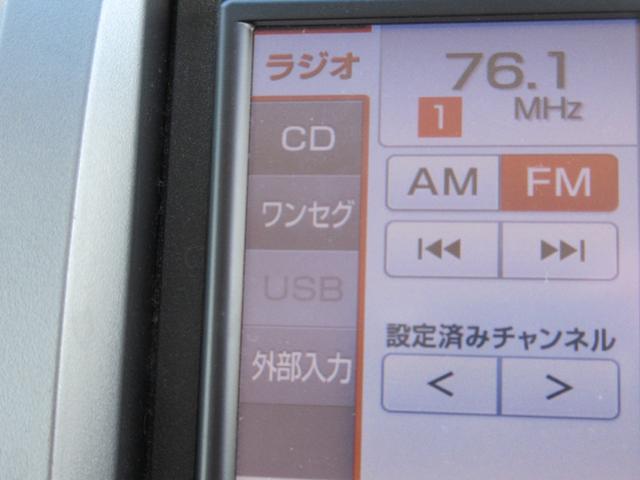 ラジオ
CD
ワンセグ
USB
外部入力
76.1
1 MHz
AM FM
設定済みチャンネル
< >